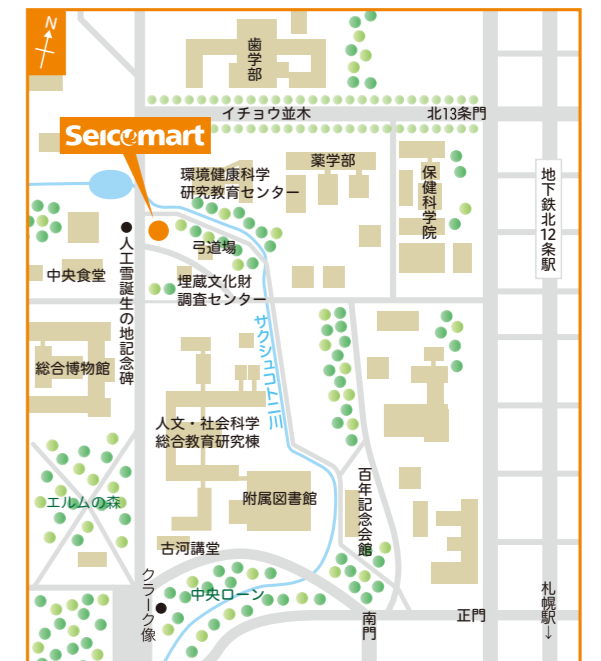 N
歯学部
イチョウ並木
北13条門
Seicomart
環境健康科学
研究教育センター
薬学部
保健科学院
地下鉄北12条駅
人工雪誕生の地記念碑
弓道場
中央食堂
埋蔵文化財
調査センター
サクシュコトニ川
総合博物館
人文・社会科学
総合教育研究棟
百年記念会館
附属図書館
エルムの森
古河講堂
クラーク像
中央ローン
南門
正門
札幌駅→